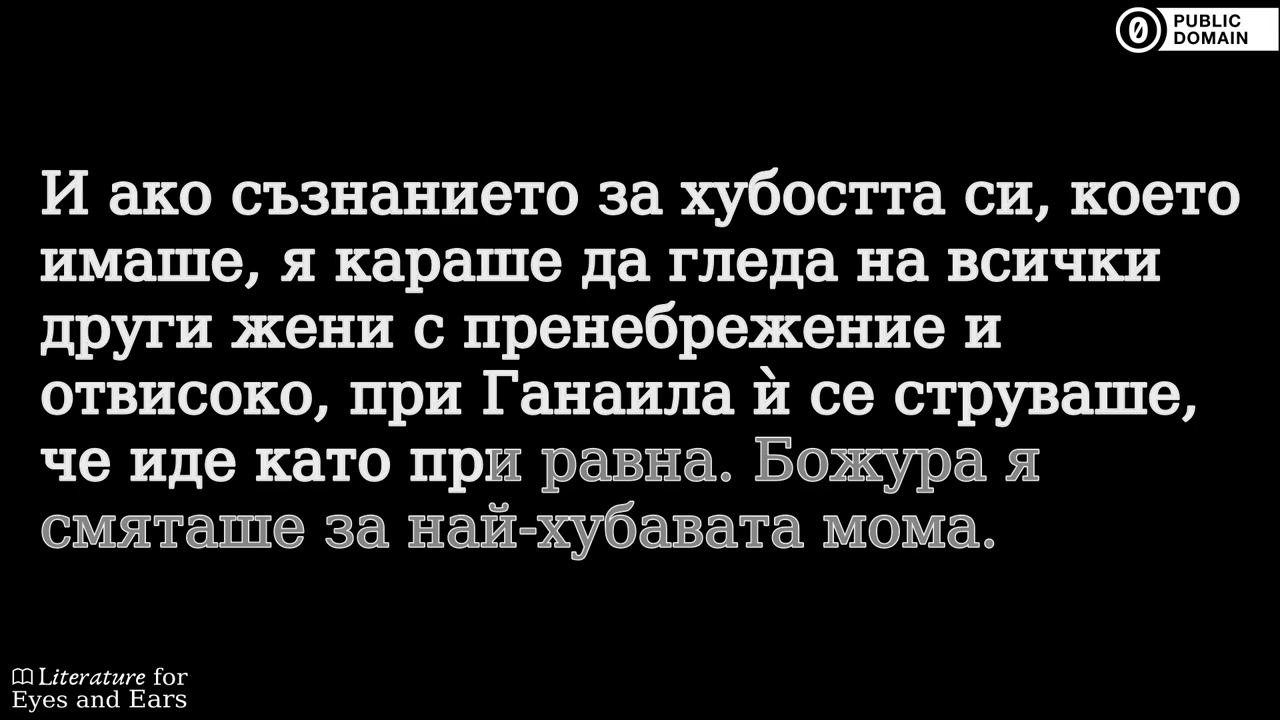 PUBLIC
DOMAIN
И ако съзнанието за хубостта си, което
имаше, я караше да гледа на всички
други жени с пренебрежение и
отвисоко, при Ганаила ѝ се струваше,
че иде като при равна. Божура я
смяташе за най-хубавата мома.
Literature for
Eyes and Ears